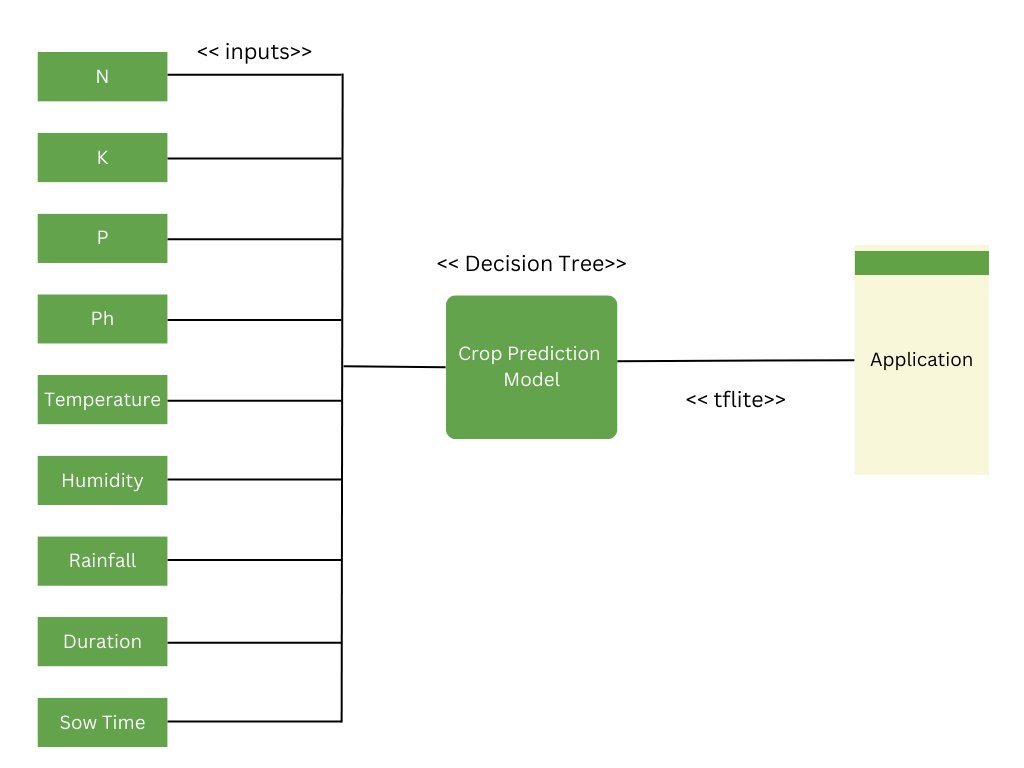 << inputs>>
N
K
P
Ph
Temperature
Humidity
Rainfall
Duration
Sow Time
<< Decision Tree>>
Crop Prediction
Model
<< tflite>>
Application